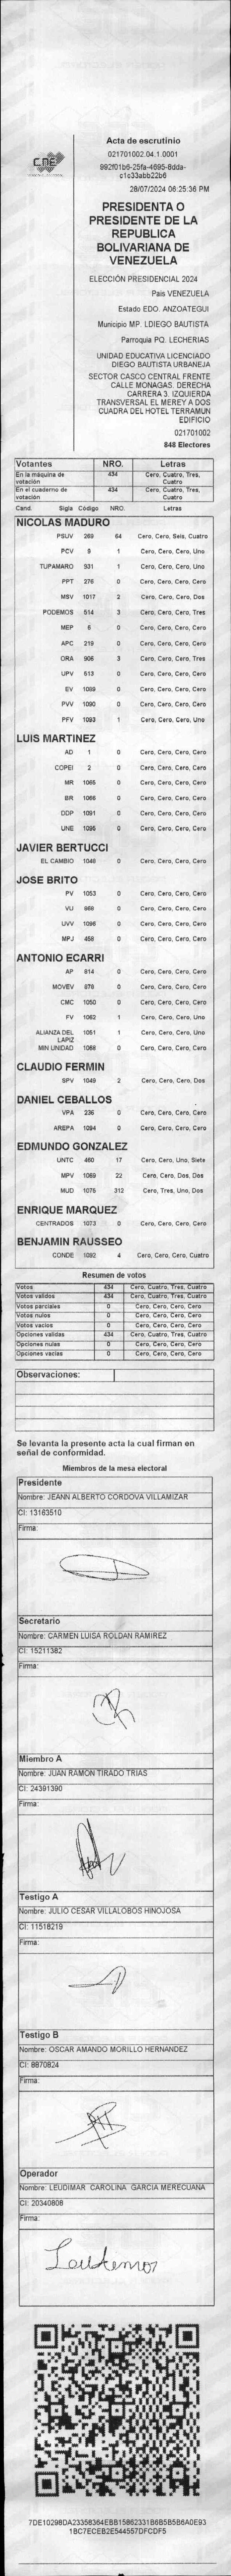 CNE
Acta de escrutinio
021701002.04.1.0001
992f01b6-25fa-4695-8dda-
c1c33abb22b6
28/07/2024 06:25:36 PM
PRESIDENTA O
PRESIDENTE DE LA
REPUBLICA
BOLIVARIANA DE
VENEZUELA
ELECCIÓN PRESIDENCIAL 2024
País VENEZUELA
Estado EDO. ANZOATEGUI
Municipio MP. LDIEGO BAUTISTA
Parroquia PQ. LECHERIAS
UNIDAD EDUCATIVA LICENCIADO
DIEGO BAUTISTA URBANEJA
SECTOR CASCO CENTRAL FRENTE
CALLE MONAGAS. DERECHA
CARRERA 3. IZQUIERDA
TRANSVERSAL EL MEREY A DOS
CUADRA DEL HOTEL TERRAMUN
EDIFICIO
021701002
848 Electores
Votantes NRO. Letras
En la máquina de votación 434 Cero, Cuatro, Tres, Cuatro
En el cuaderno de votación 434 Cero, Cuatro, Tres, Cuatro
Cand. Sigla Código NRO. Letras
NICOLAS MADURO
PSUV 269 64 Cero, Cero, Seis, Cuatro
PCV 9 1 Cero, Cero, Cero, Uno
TUPAMARO 931 1 Cero, Cero, Cero, Uno
PPT 276 0 Cero, Cero, Cero, Cero
MSV 1017 2 Cero, Cero, Cero, Dos
PODEMOS 514 3 Cero, Cero, Cero, Tres
MEP 6 0 Cero, Cero, Cero, Cero
APC 219 0 Cero, Cero, Cero, Cero
ORA 906 3 Cero, Cero, Cero, Tres
UPV 513 0 Cero, Cero, Cero, Cero
EV 1089 0 Cero, Cero, Cero, Cero
PVV 1090 0 Cero, Cero, Cero, Cero
PFV 1093 1 Cero, Cero, Cero, Uno
LUIS MARTINEZ
AD 1 0 Cero, Cero, Cero, Cero
COPEI 2 0 Cero, Cero, Cero, Cero
MR 1065 0 Cero, Cero, Cero, Cero
BR 1066 0 Cero, Cero, Cero, Cero
DDP 1091 0 Cero, Cero, Cero, Cero
UNE 1095 0 Cero, Cero, Cero, Cero
JAVIER BERTUCCI
EL CAMBIO 1046 0 Cero, Cero, Cero, Cero
JOSE BRITO
PV 1053 0 Cero, Cero, Cero, Cero
VU 868 0 Cero, Cero, Cero, Cero
UVV 1096 0 Cero, Cero, Cero, Cero
MPJ 458 0 Cero, Cero, Cero, Cero
ANTONIO ECARRI
AP 814 0 Cero, Cero, Cero, Cero
MOVEV 978 0 Cero, Cero, Cero, Cero
CMC 1050 0 Cero, Cero, Cero, Cero
FV 1062 1 Cero, Cero, Cero, Uno
ALIANZA DEL LAPIZ 1051 1 Cero, Cero, Cero, Uno
MIN UNIDAD 1068 0 Cero, Cero, Cero, Cero
CLAUDIO FERMIN
SPV 1049 2 Cero, Cero, Cero, Dos
DANIEL CEBALLOS
VPA 236 0 Cero, Cero, Cero, Cero
AREPA 1094 0 Cero, Cero, Cero, Cero
EDMUNDO GONZALEZ
UNTC 460 17 Cero, Cero, Uno, Siete
MPV 1069 22 Cero, Cero, Dos, Dos
MUD 1075 312 Cero, Tres, Uno, Dos
ENRIQUE MARQUEZ
CENTRADOS 1073 0 Cero, Cero, Cero, Cero
BENJAMIN RAUSSEO
CONDE 1092 4 Cero, Cero, Cero, Cuatro
Resumen de votos
Votos 434 Cero, Cuatro, Tres, Cuatro
Votos validos 434 Cero, Cuatro, Tres, Cuatro
Votos parciales 0 Cero, Cero, Cero, Cero
Votos nulos 0 Cero, Cero, Cero, Cero
Votos vacios 0 Cero, Cero, Cero, Cero
Opciones validas 434 Cero, Cuatro, Tres, Cuatro
Opciones nulas 0 Cero, Cero, Cero, Cero
Opciones vacias 0 Cero, Cero, Cero, Cero
Observaciones:
Se levanta la presente acta la cual firman en
señal de conformidad.
Miembros de la mesa electoral
Presidente
Nombre: JEANN ALBERTO CORDOVA VILLAMIZAR
CI: 13163510
Firma:
Secretario
Nombre: CARMEN LUISA ROLDAN RAMIREZ
CI: 15211382
Firma:
Miembro A
Nombre: JUAN RAMON TIRADO TRIAS
CI: 24391390
Firma:
Testigo A
Nombre: JULIO CESAR VILLALOBOS HINOJOSA
CI: 11518219
Firma:
Testigo B
Nombre: OSCAR AMANDO MORILLO HERNANDEZ
CI: 8870824
Firma:
Operador
Nombre: LEUDIMAR CAROLINA GARCIA MERECUANA
CI: 20340808
Firma:
7DE10298DA23358364EBB15862331B6B5B5B6A0E93
1BC7ECEB2E544557DFCDF5